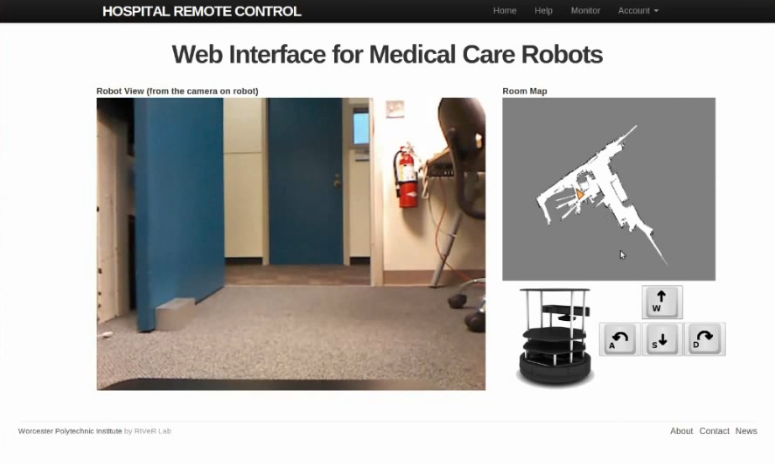 HOSPITAL REMOTE CONTROL
Home Help Monitor Account
Web Interface for Medical Care Robots
Robot View (from the camera on robot)
Room Map
W
A S D
Worcester Polytechnic Institute by RIVeR Lab
About Contact News